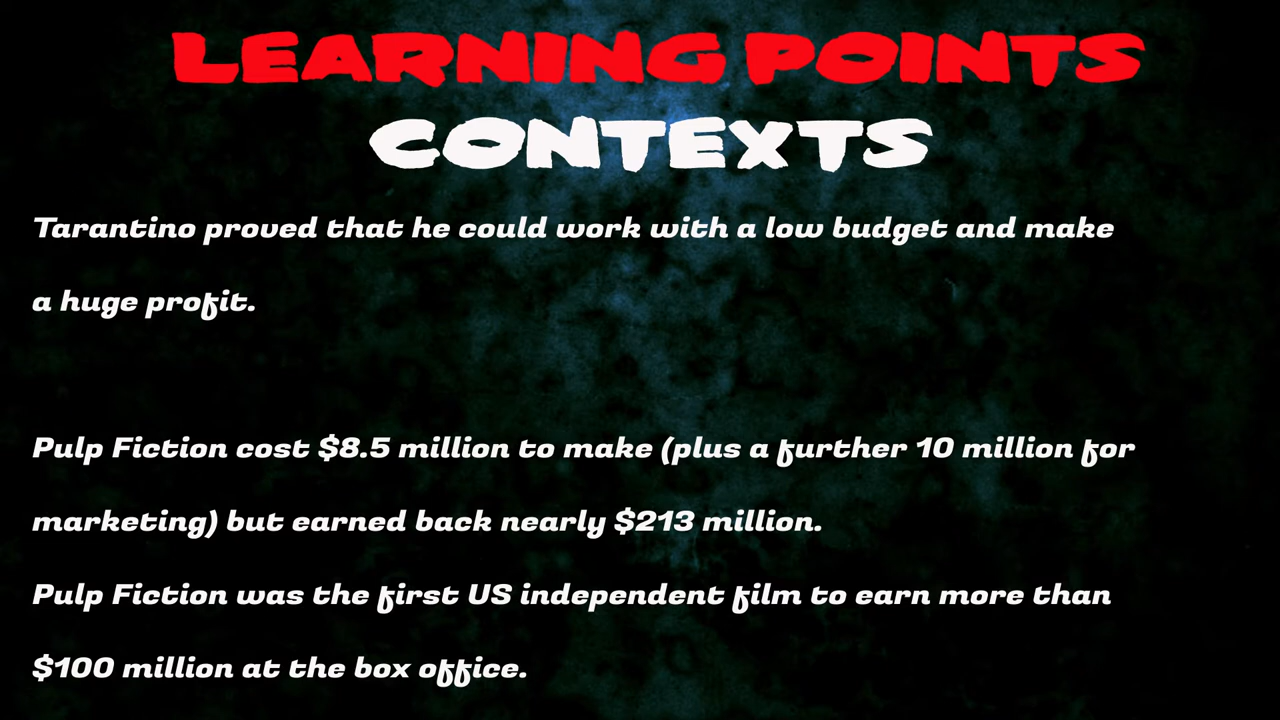 LEARNING POINTS
CONTEXTS
Tarantino proved that he could work with a low budget and make
a huge profit.
Pulp Fiction cost $8.5 million to make (plus a further 10 million for
marketing) but earned back nearly $213 million.
Pulp Fiction was the first US independent film to earn more than
$100 million at the box office.